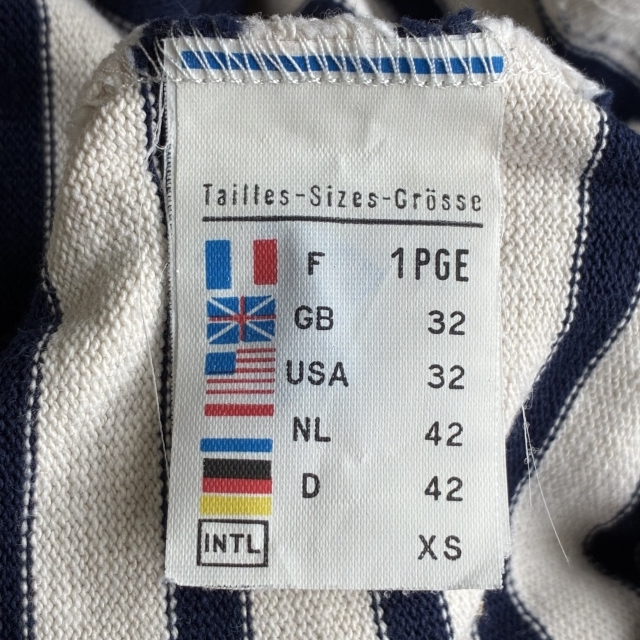 Tailles-Sizes-Grösse
F 1PGE
GB 32
USA 32
NL 42
D 42
INTL XS